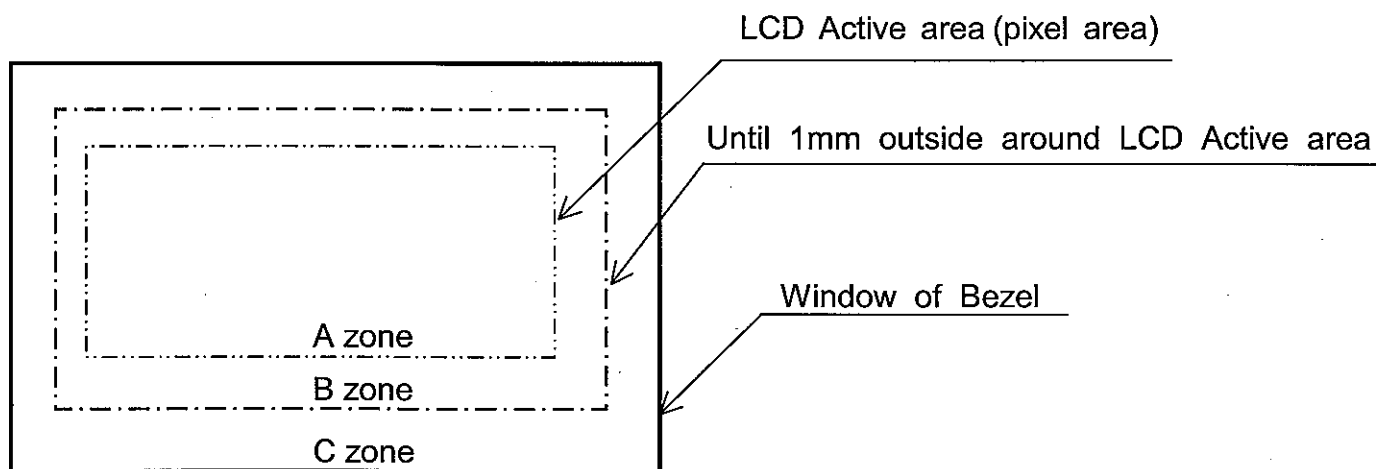 LCD Active area (pixel area)
Until 1mm outside around LCD Active area
Window of Bezel
A zone
B zone
C zone